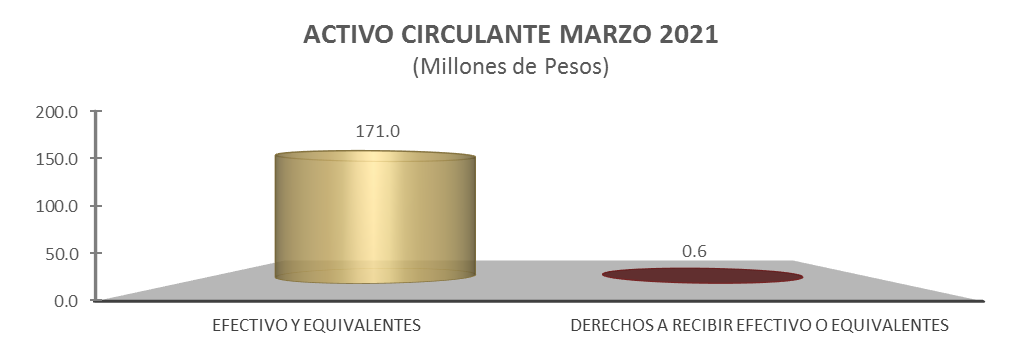 ACTIVO CIRCULANTE MARZO 2021
(Millones de Pesos)
200.0
171.0
150.0
100.0
0.6
50.0
0.0
EFECTIVO Y EQUIVALENTES
DERECHOS A RECIBIR EFECTIVO O EQUIVALENTES